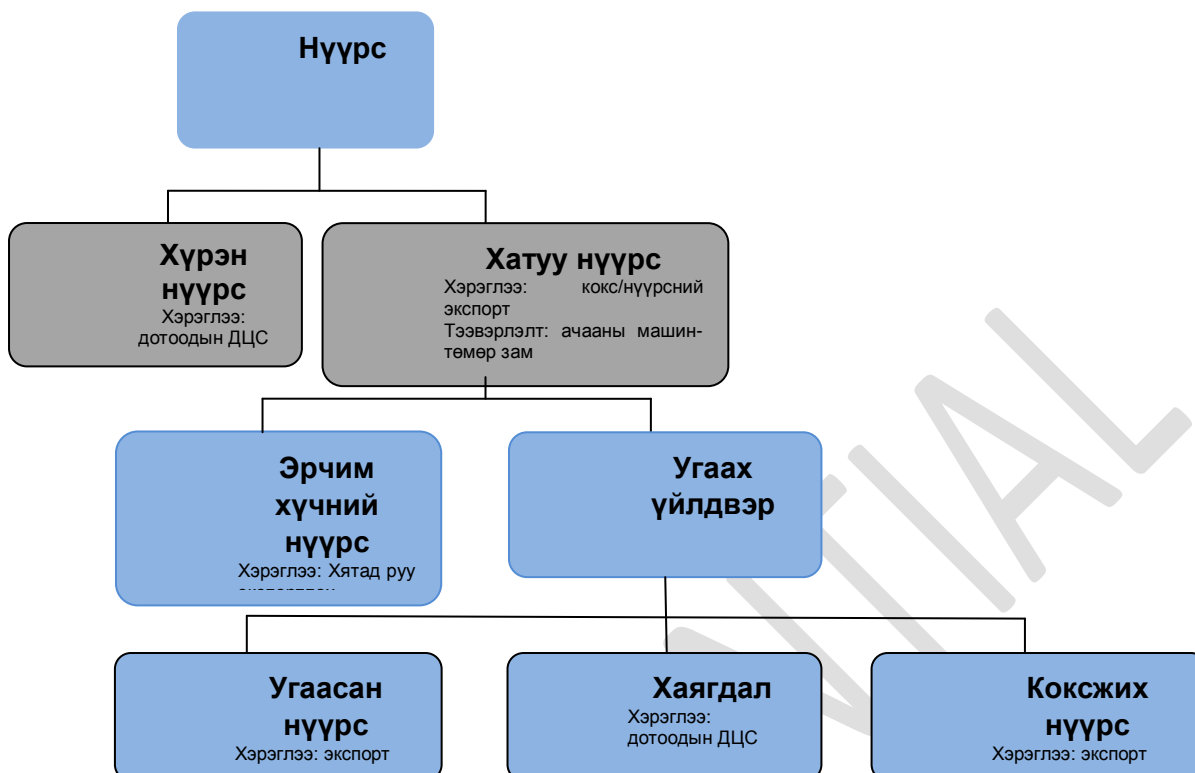 Нүүрс
Хүрэн
нүүрс
Хэрэглээ:
дотоодын ДЦС
Хатуу нүүрс
Хэрэглээ: кокс/нүүрсний
экспорт
Тээвэрлэлт: ачааны машин-
төмөр зам
Эрчим
хүчний
нүүрс
Хэрэглээ: Хятад руу
Угаах
үйлдвэр
Угаасан
нүүрс
Хэрэглээ: экспорт
Хаягдал
Хэрэглээ:
дотоодын ДЦС
Коксжих
нүүрс
Хэрэглээ: экспорт